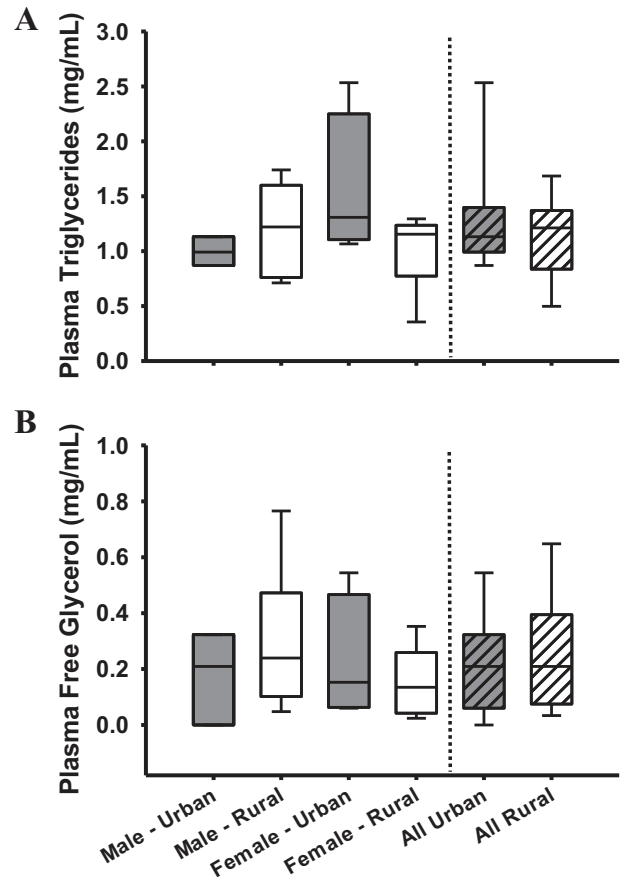 A
Plasma Triglycerides (mg/mL)
3.0
2.5
2.0
1.5
1.0
0.5
0.0
B
Plasma Free Glycerol (mg/mL)
1.0
0.8
0.6
0.4
0.2
0.0
Male - Urban
Male - Rural
Female - Urban
Female - Rural
All Urban
All Rural